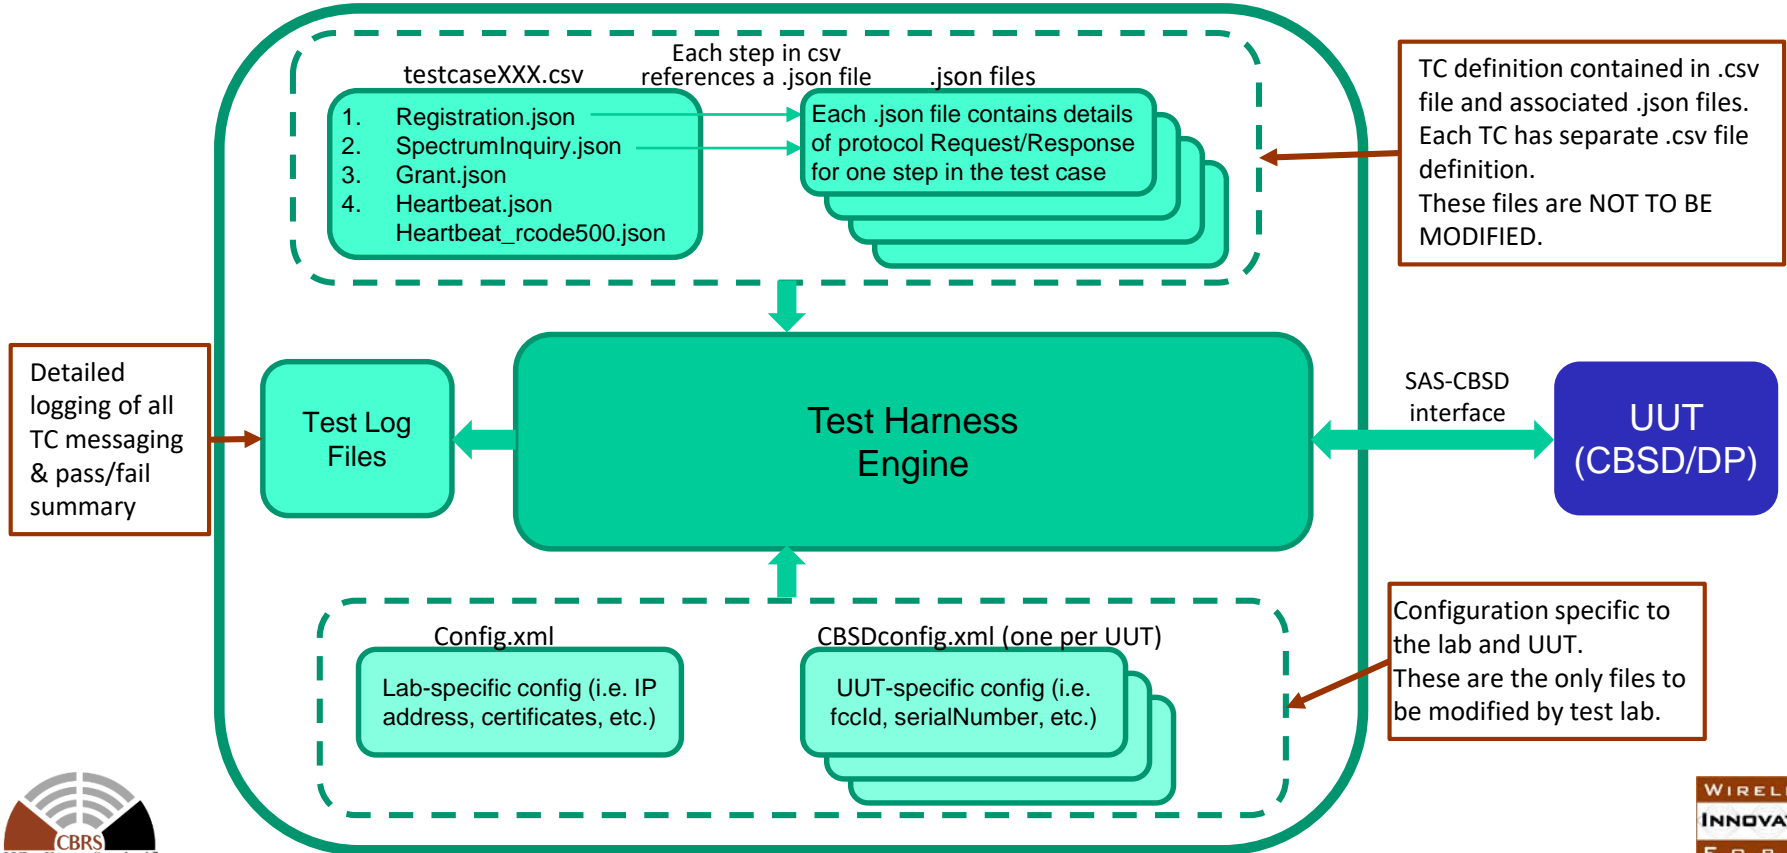 Each step in csv
references a .json file
testcaseXXX.csv
.json files
1. Registration.json
2. SpectrumInquiry.json
3. Grant.json
4. Heartbeat.json
Heartbeat_rcode500.json
Each .json file contains details
of protocol Request/Response
for one step in the test case
TC definition contained in .csv
file and associated .json files.
Each TC has separate .csv file
definition.
These files are NOT TO BE
MODIFIED.
Detailed
logging of all
TC messaging
& pass/fail
summary
Test Log
Files
Test Harness
Engine
SAS-CBSD
interface
UUT
(CBSD/DP)
Config.xml
Lab-specific config (i.e. IP
address, certificates, etc.)
CBSDconfig.xml (one per UUT)
UUT-specific config (i.e.
fccId, serialNumber, etc.)
Configuration specific to
the lab and UUT.
These are the only files to
be modified by test lab.
CBRS